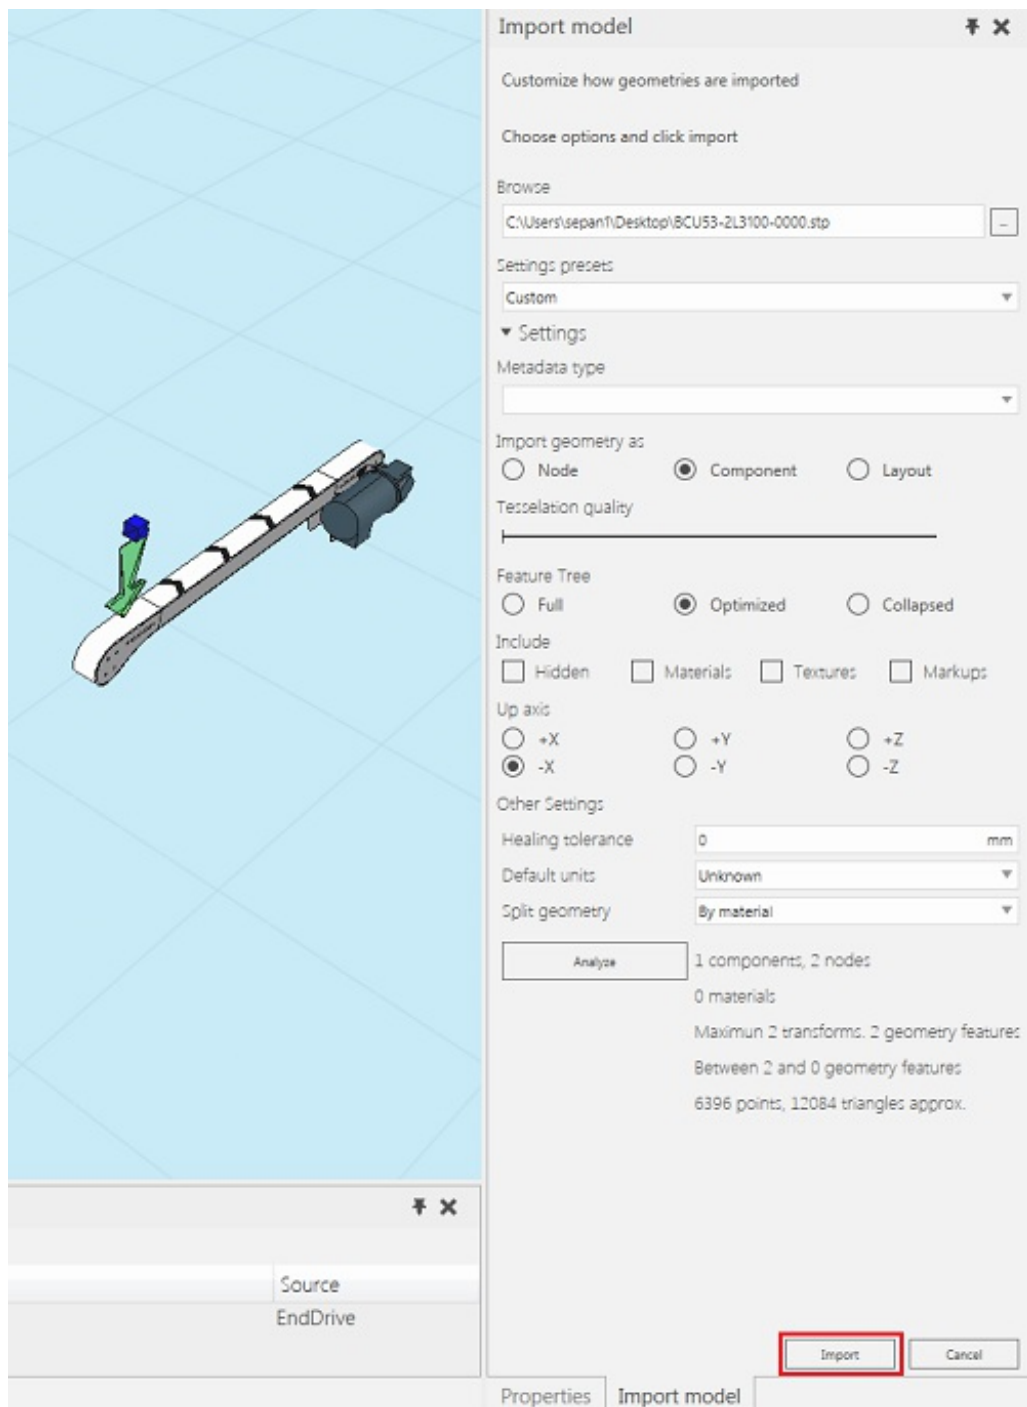 Import model
Customize how geometries are imported
Choose options and click import
Browse
C:\Users\sepan1\Desktop\BCU53-2L3100-0000.stp ...
Settings presets
Custom
Settings
Metadata type
Import geometry as
Node Component Layout
Tesselation quality
Feature Tree
Full Optimized Collapsed
Include
Hidden Materials Textures Markups
Up axis
+X +Y +Z
-X -Y -Z
Other Settings
Healing tolerance 0 mm
Default units Unknown
Split geometry By material
Analyze 1 components, 2 nodes
0 materials
Maximun 2 transforms. 2 geometry features
Between 2 and 0 geometry features
6396 points, 12084 triangles approx.
Source
EndDrive
Import Cancel
Properties Import model